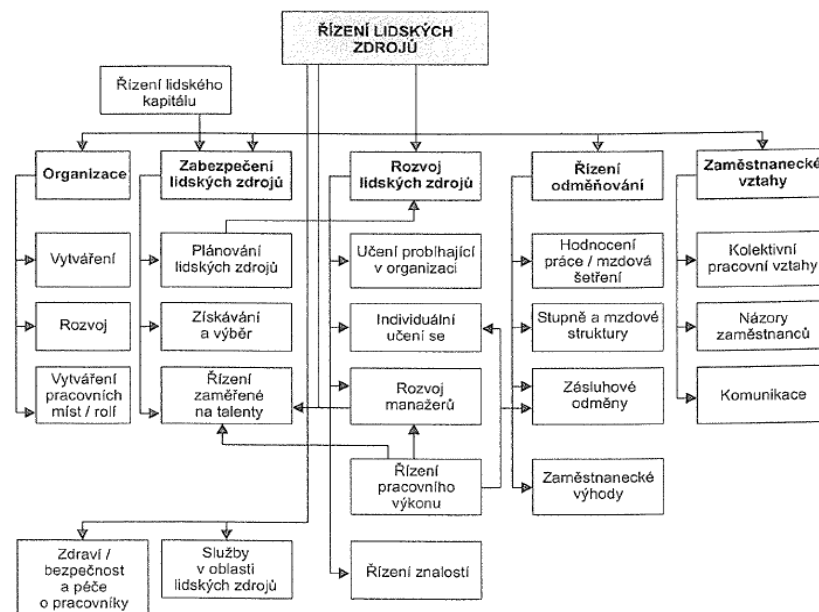 ŘÍZENÍ LIDSKÝCH
ZDROJŮ
Řízení lidského
kapitálu
Organizace
Zabezpečení
lidských zdrojů
Rozvoj
lidských zdrojů
Řízení
odměňování
Zaměstnanecké
vztahy
Vytváření
Plánování
lidských zdrojů
Učení problhající
v organizaci
Hodnocení
práce / mzdová
šetření
Kolektivní
pracovní vztahy
Rozvoj
Získávání
a výběr
Individuální
učení se
Stupně a mzdové
struktury
Názory
zaměstnanců
Vytváření
pracovních
míst / rolí
Řízení
zaměřené
na talenty
Rozvoj
manažerů
Zásluhové
odměny
Komunikace
Řízení
pracovního
výkonu
Zaměstnanecké
výhody
Zdraví /
bezpečnost
a péče
o pracovníky
Služby
v oblasti
lidských zdrojů
Řízení znalostí